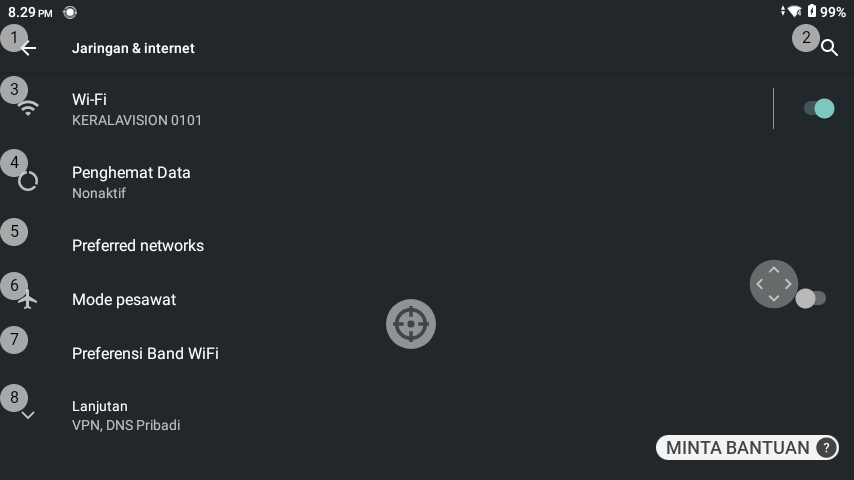 8.29 PM
99%
1
Jaringan & internet
2
3
Wi-Fi
KERALAVISION 0101
4
Penghemat Data
Nonaktif
5
Preferred networks
6
Mode pesawat
7
Preferensi Band WiFi
8
Lanjutan
VPN, DNS Pribadi
MINTA BANTUAN ?